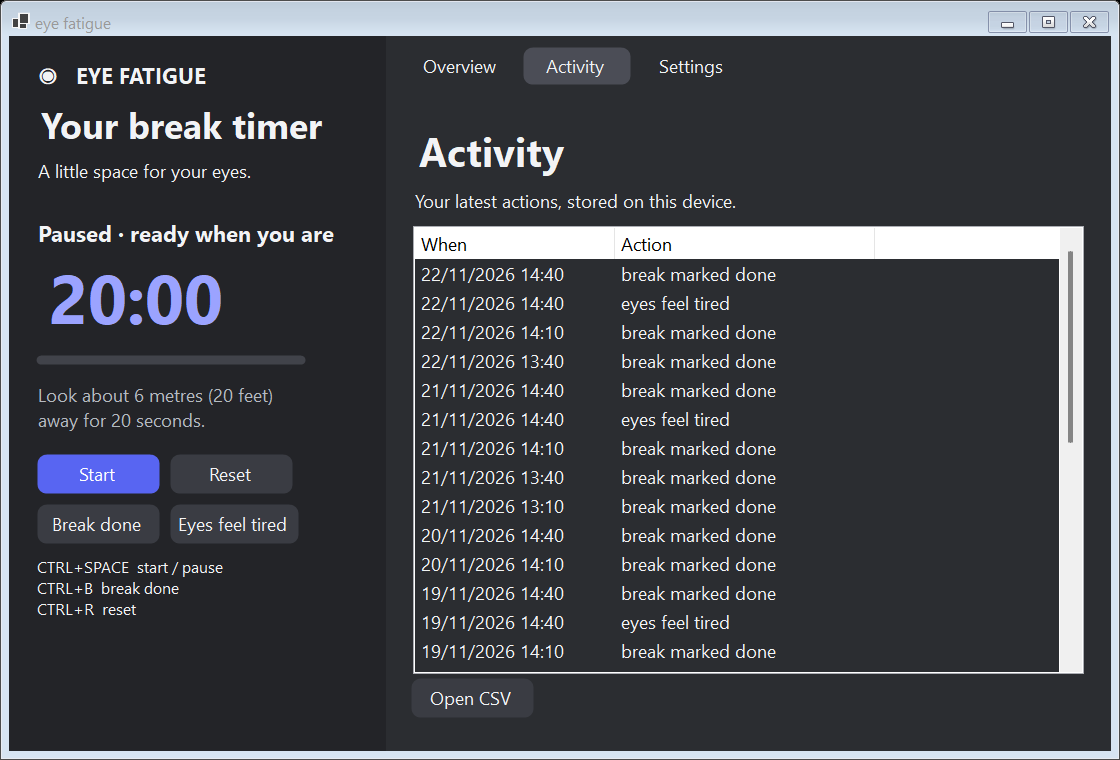 eye fatigue
EYE FATIGUE
Your break timer
A little space for your eyes.
Paused · ready when you are
20:00
Look about 6 metres (20 feet)
away for 20 seconds.
Start Reset
Break done Eyes feel tired
CTRL+SPACE start / pause
CTRL+B break done
CTRL+R reset
Overview Activity Settings
Activity
Your latest actions, stored on this device.
When Action
22/11/2026 14:40 break marked done
22/11/2026 14:40 eyes feel tired
22/11/2026 14:10 break marked done
22/11/2026 13:40 break marked done
21/11/2026 14:40 break marked done
21/11/2026 14:40 eyes feel tired
21/11/2026 14:10 break marked done
21/11/2026 13:40 break marked done
21/11/2026 13:10 break marked done
20/11/2026 14:40 break marked done
20/11/2026 14:10 break marked done
19/11/2026 14:40 break marked done
19/11/2026 14:40 eyes feel tired
19/11/2026 14:10 break marked done
Open CSV